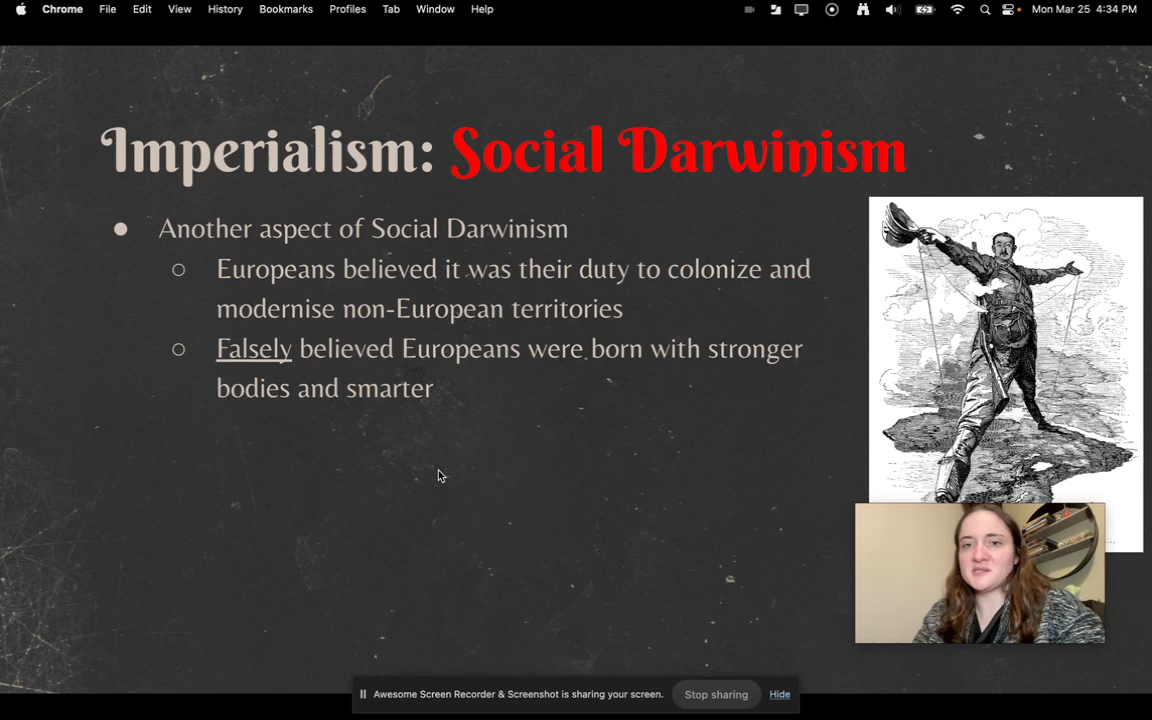 Chrome File Edit View History Bookmarks Profiles Tab Window Help Mon Mar 25 4:34 PM
Imperialism: Social Darwinism
● Another aspect of Social Darwinism
○ Europeans believed it was their duty to colonize and
modernise non-European territories
○ Falsely believed Europeans were born with stronger
bodies and smarter
Awesome Screen Recorder & Screenshot is sharing your screen. Stop sharing Hide